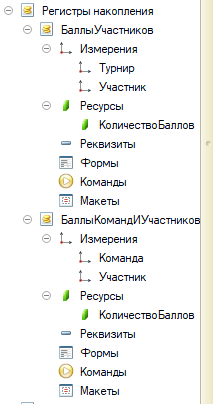 Регистры накопления
БаллыУчастников
Измерения
Турнир
Участник
Ресурсы
КоличествоБаллов
Реквизиты
Формы
Команды
Макеты
БаллыКомандИУчастников
Измерения
Команда
Участник
Ресурсы
КоличествоБаллов
Реквизиты
Формы
Команды
Макеты